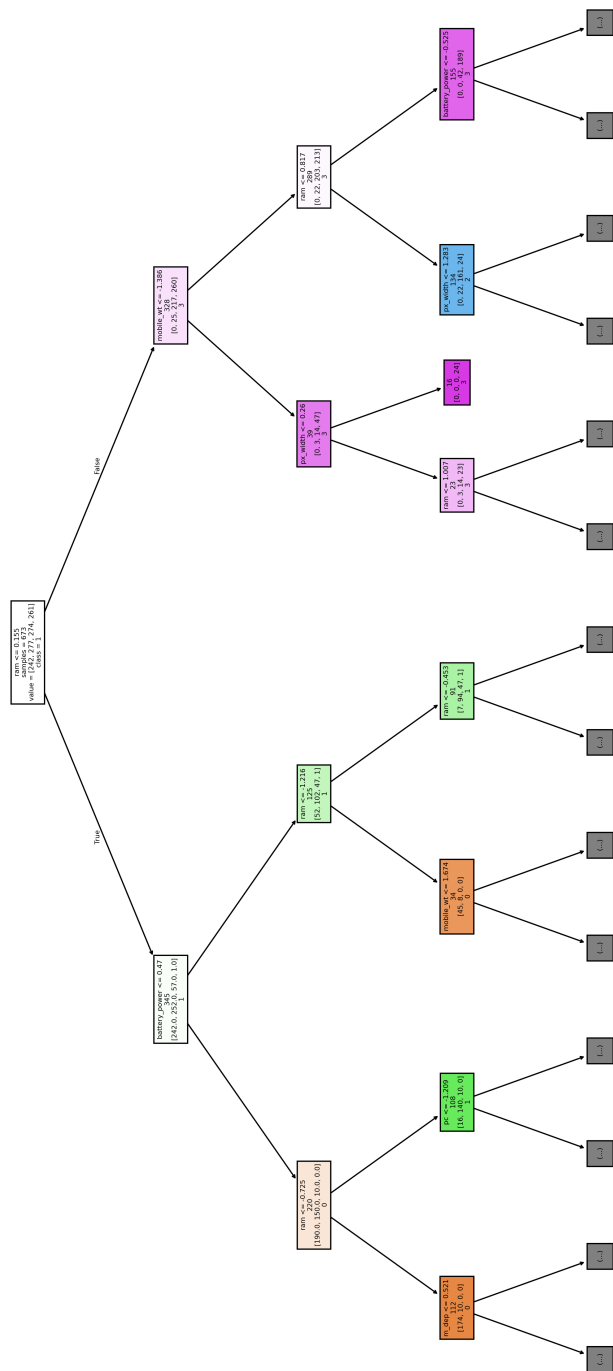 ram <= 0.155
samples = 673
value = [242, 277, 274, 261]
class = 1
True
False
battery_power <= 0.47
345
[242.0, 252.0, 57.0, 1.0]
1
mobile_wt <= -1.386
328
[0, 25, 217, 260]
3
ram <= -0.725
220
[190.0, 150.0, 10.0, 0.0]
0
ram <= -1.216
125
[52, 102, 47, 1]
1
px_width <= 0.26
39
[0, 3, 14, 47]
3
ram <= 0.817
289
[0, 22, 203, 213]
3
m_dep <= 0.521
112
[174, 10, 0, 0]
0
pc <= -1.209
108
[16, 140, 10, 0]
1
mobile_wt <= 1.674
34
[45, 8, 0, 0]
0
ram <= -0.453
91
[7, 94, 47, 1]
1
ram <= 1.007
23
[0, 3, 14, 23]
3
16
[0, 0, 0, 24]
3
px_width <= 1.283
134
[0, 22, 161, 24]
2
battery_power <= -0.525
155
[0, 0, 42, 189]
3
(...)
(...)
(...)
(...)
(...)
(...)
(...)
(...)
(...)
(...)
(...)
(...)
(...)
(...)